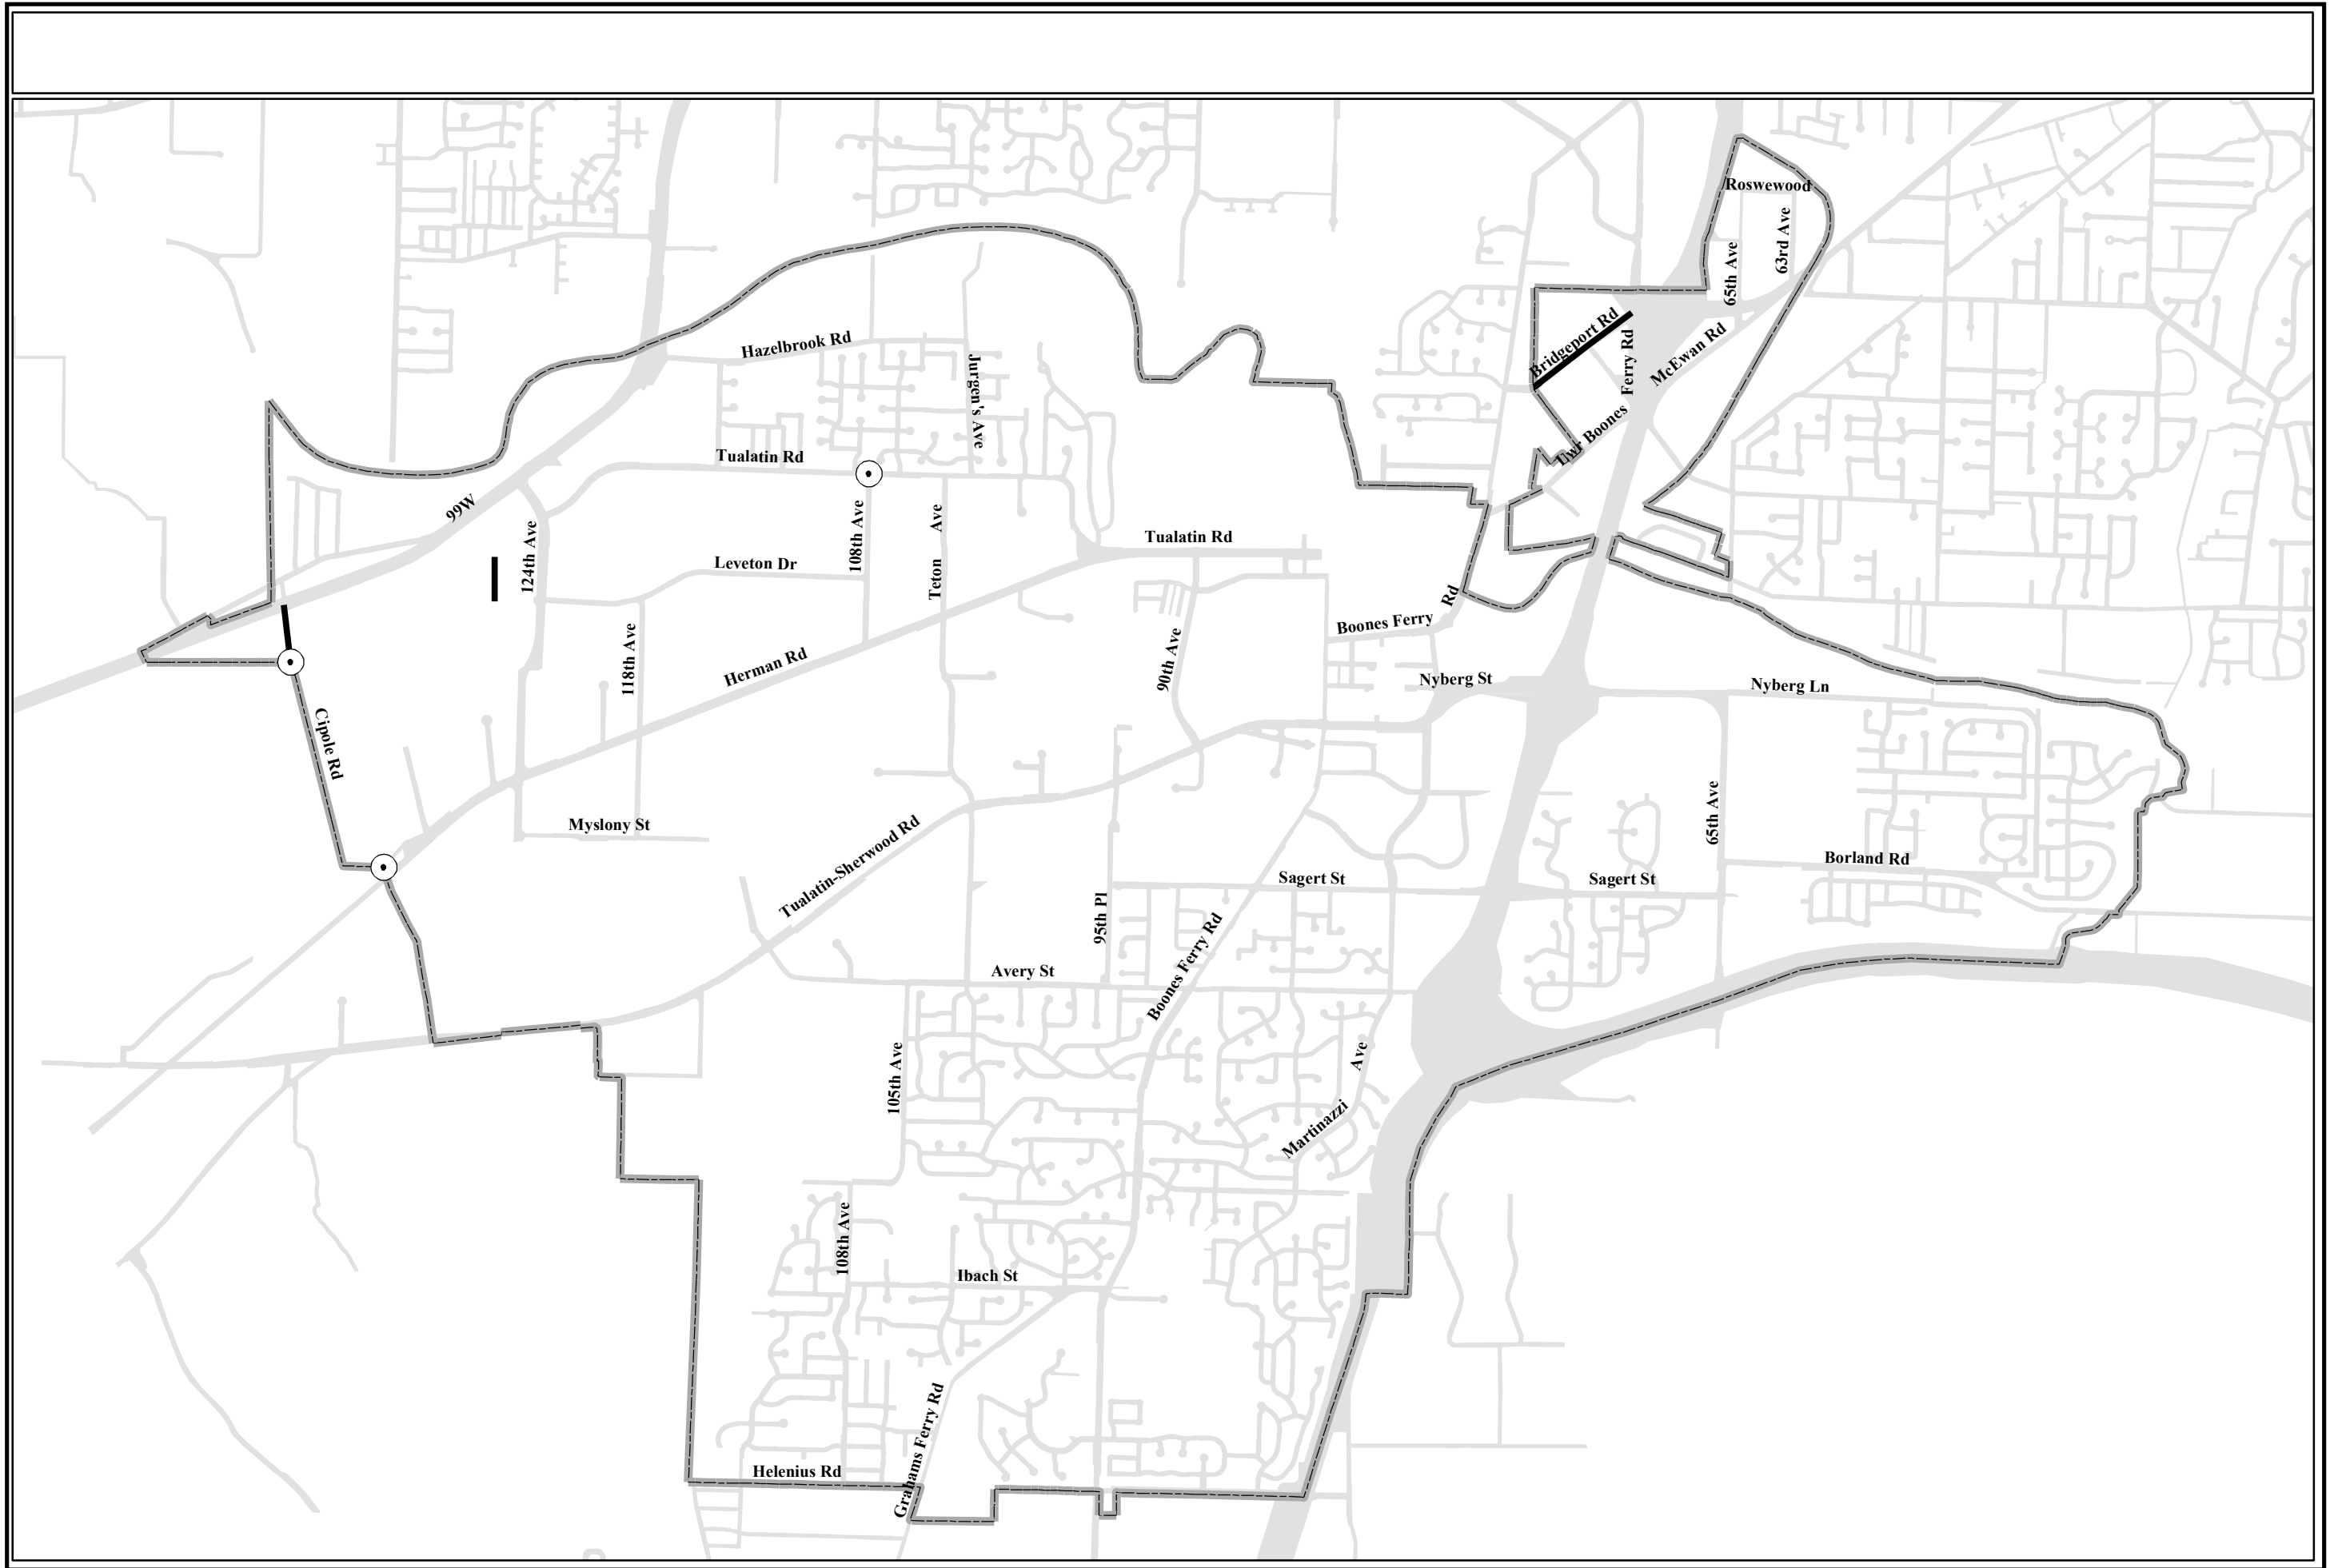 Roswewood
63rd Ave
65th Ave
Bridgeport Rd
Ferry Rd
McEwan Rd
Lwr Boones
Hazelbrook Rd
Jurgen's Ave
Tualatin Rd
99W
124th Ave
108th Ave
Teton
Ave
Tualatin Rd
Leveton Dr
Rd
Boones Ferry
118th Ave
Herman Rd
90th Ave
Nyberg St
Nyberg Ln
Cipole Rd
Myslony St
Tualatin-Sherwood Rd
65th Ave
Borland Rd
Sagert St
Sagert St
95th Pl
Boones Ferry Rd
Avery St
105th Ave
Ave
Martinazzi
108th Ave
Ibach St
Grahams Ferry Rd
Helenius Rd